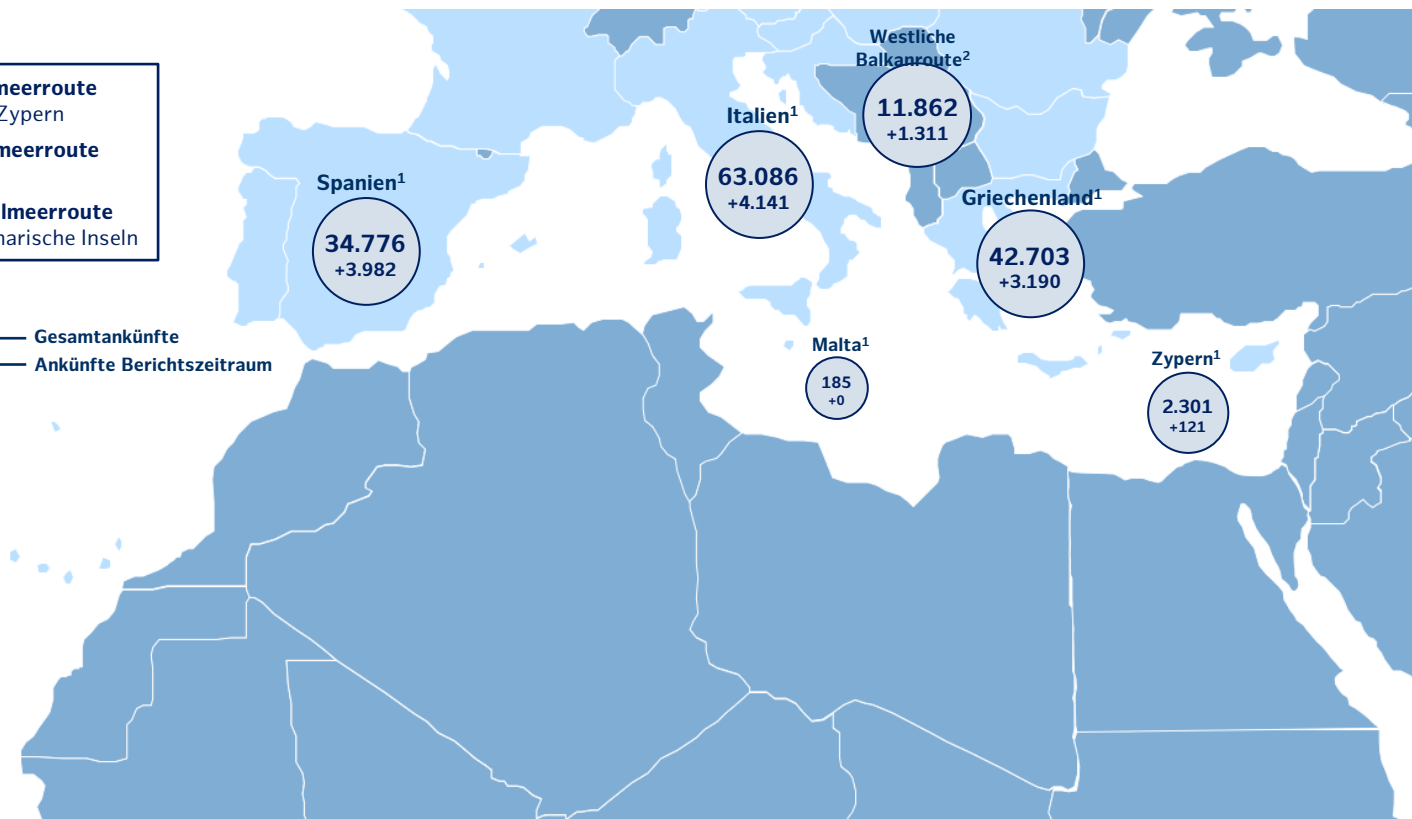 Westliche
Balkanroute²
11.862
+1.311
meerroute
Zypern
meerroute
lmeerroute
narische Inseln
Italien¹
63.086
+4.141
Spanien¹
34.776
+3.982
Griechenland¹
42.703
+3.190
Gesamtankünfte
Ankünfte Berichtszeitraum
Malta¹
185
+0
Zypern¹
2.301
+121